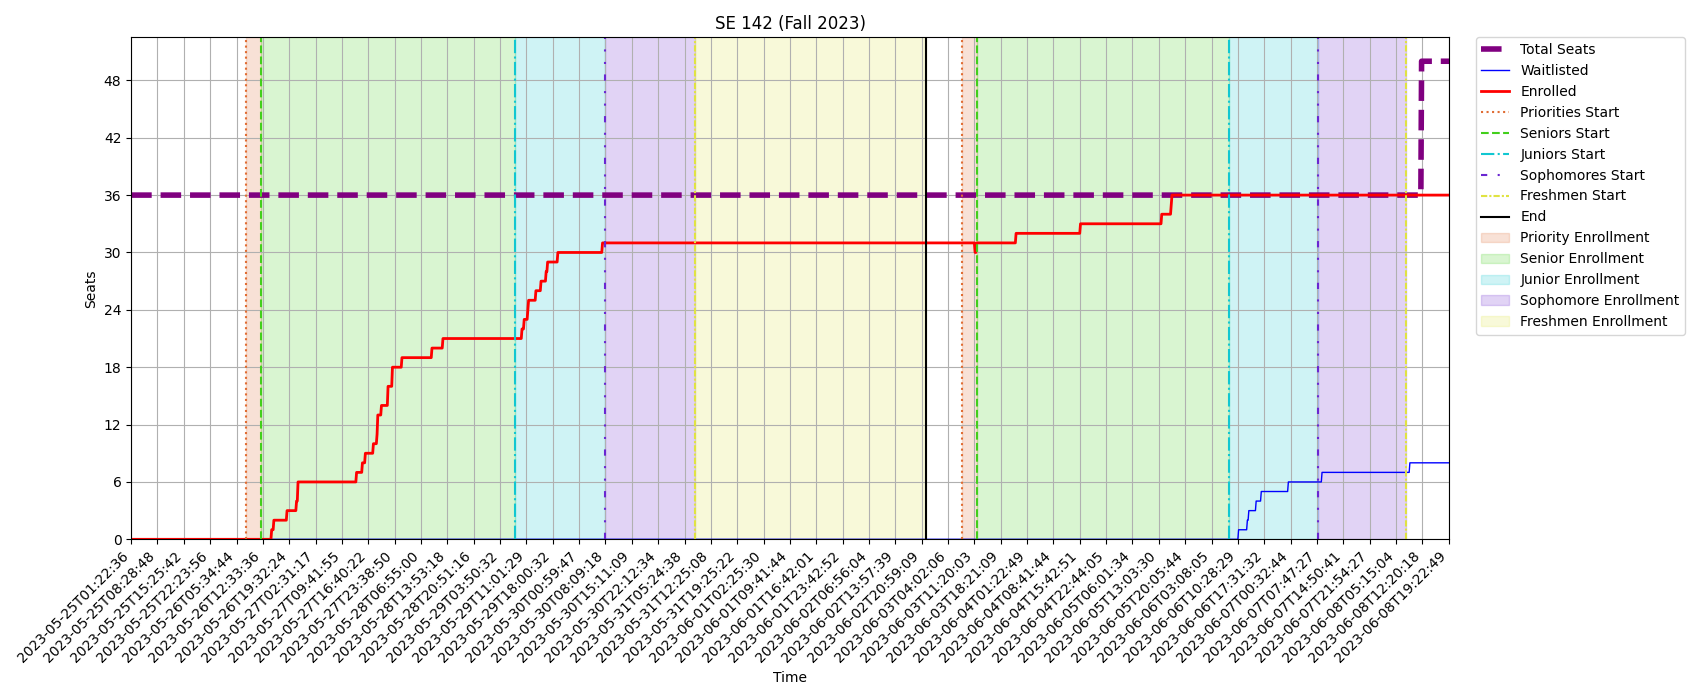 SE 142 (Fall 2023)
48
42
36
30
24
18
12
6
0
Seats
2023-05-25T01:22:36
2023-05-25T08:28:48
2023-05-25T15:25:42
2023-05-25T22:23:56
2023-05-26T05:34:44
2023-05-26T12:33:36
2023-05-26T19:32:24
2023-05-27T02:31:17
2023-05-27T09:41:55
2023-05-27T16:40:22
2023-05-27T23:38:50
2023-05-28T06:55:00
2023-05-28T13:53:18
2023-05-28T20:51:16
2023-05-29T03:50:32
2023-05-29T11:01:29
2023-05-29T18:00:32
2023-05-30T00:59:47
2023-05-30T08:09:18
2023-05-30T15:11:09
2023-05-30T22:12:34
2023-05-31T05:24:38
2023-05-31T12:25:08
2023-05-31T19:25:22
2023-06-01T02:25:30
2023-06-01T09:41:44
2023-06-01T16:42:01
2023-06-01T23:42:52
2023-06-02T06:56:04
2023-06-02T13:57:39
2023-06-02T20:59:09
2023-06-03T04:02:06
2023-06-03T11:20:03
2023-06-03T18:21:09
2023-06-04T01:22:49
2023-06-04T08:41:44
2023-06-04T15:42:51
2023-06-04T22:44:05
2023-06-05T06:01:34
2023-06-05T13:03:30
2023-06-05T20:05:44
2023-06-06T03:08:05
2023-06-06T10:28:29
2023-06-06T17:31:32
2023-06-07T00:32:44
2023-06-07T07:47:27
2023-06-07T14:50:41
2023-06-07T21:54:27
2023-06-08T05:15:04
2023-06-08T12:20:18
2023-06-08T19:22:49
Time
Total Seats
Waitlisted
Enrolled
Priorities Start
Seniors Start
Juniors Start
Sophomores Start
Freshmen Start
End
Priority Enrollment
Senior Enrollment
Junior Enrollment
Sophomore Enrollment
Freshmen Enrollment